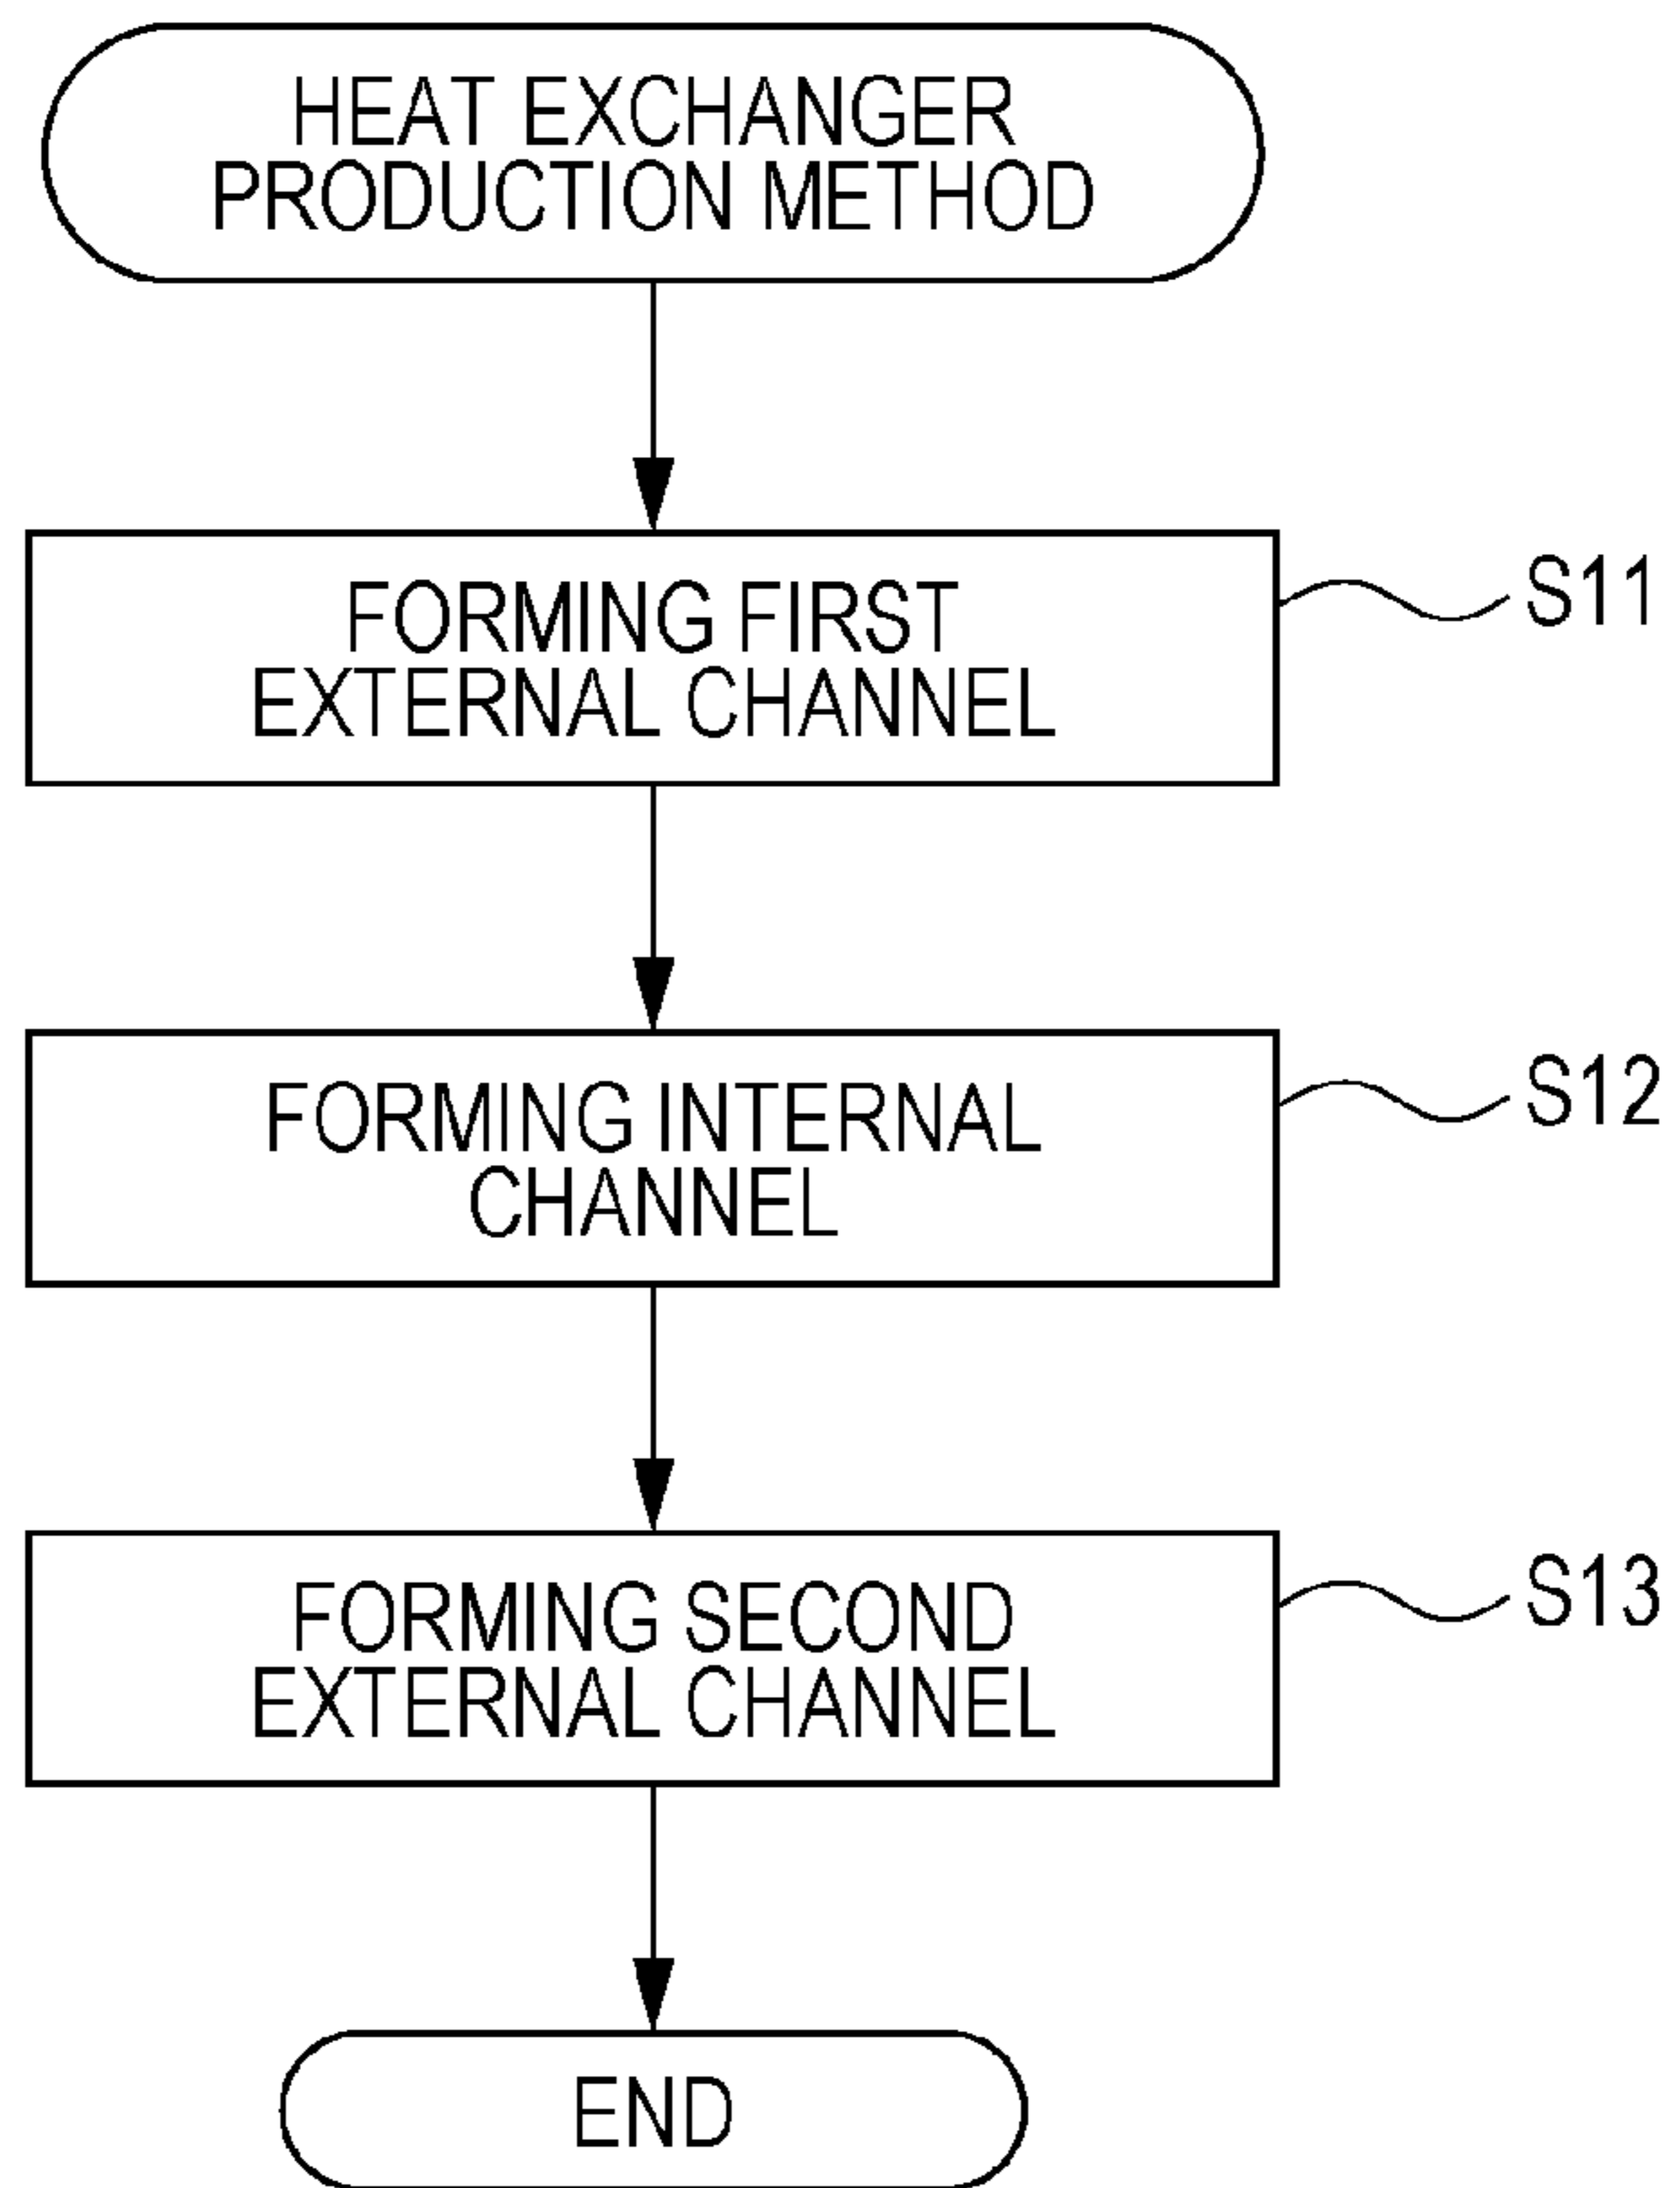 HEAT EXCHANGER
PRODUCTION METHOD
FORMING FIRST
EXTERNAL CHANNEL
S11
FORMING INTERNAL
CHANNEL
S12
FORMING SECOND
EXTERNAL CHANNEL
S13
END